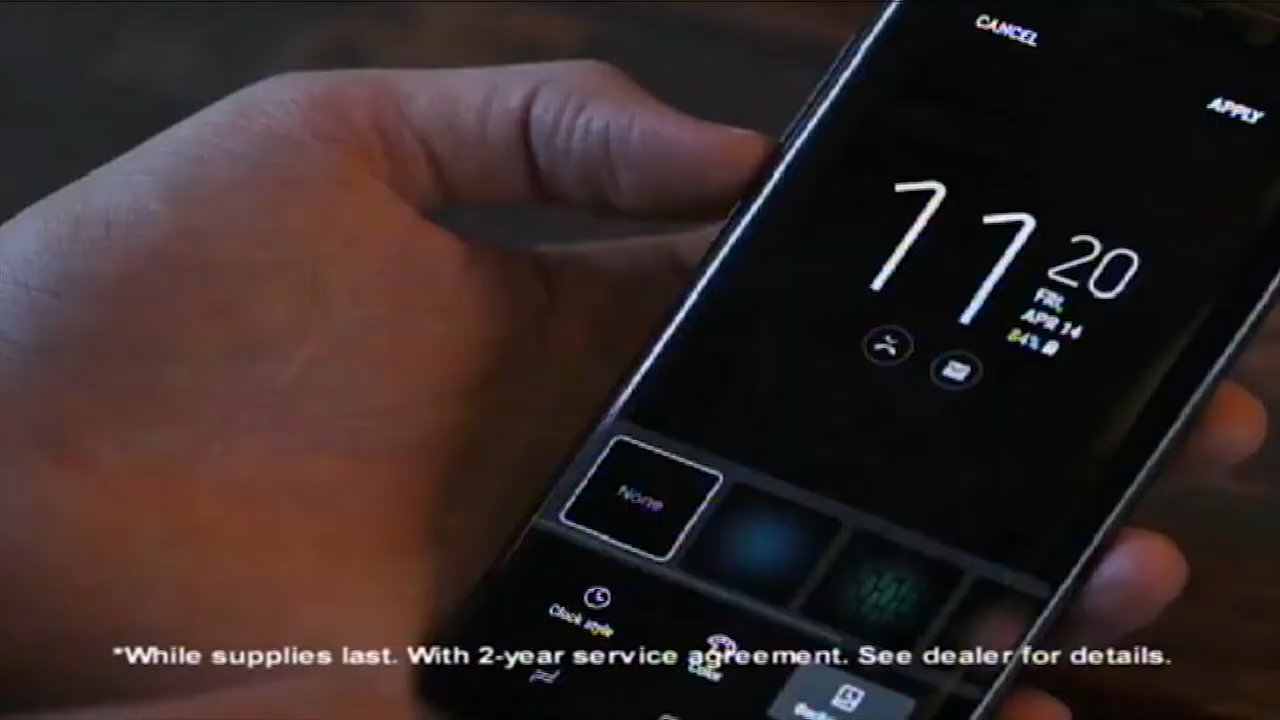 CANCEL
APPLY
11
20
FRI,
APR 14
84%
None
Clock style
Color
*While supplies last. With 2-year service agreement. See dealer for details.